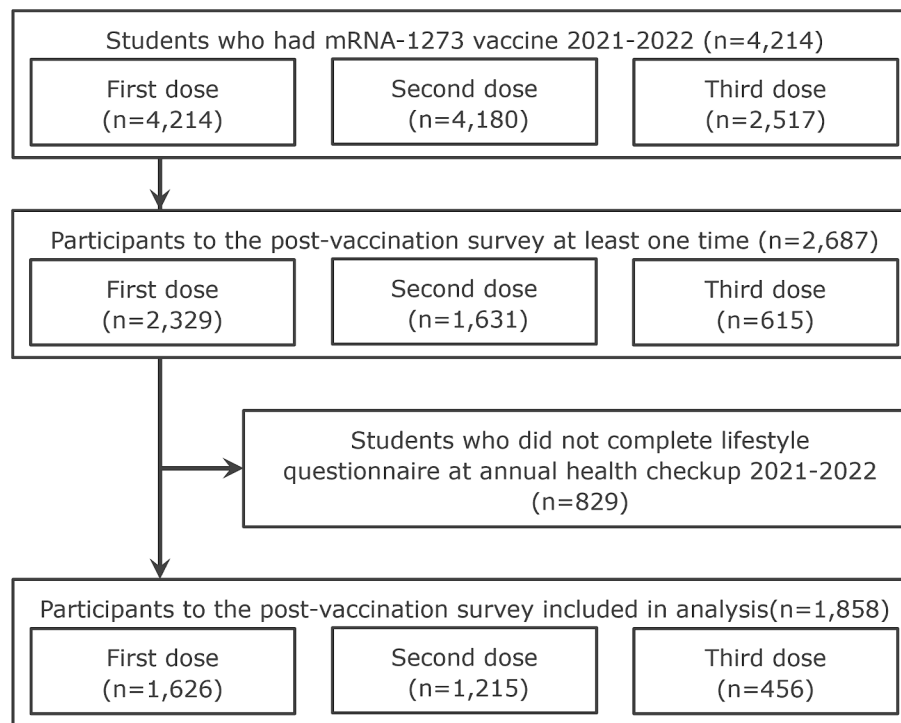 Students who had mRNA-1273 vaccine 2021-2022 (n=4,214)
First dose
(n=4,214)
Second dose
(n=4,180)
Third dose
(n=2,517)
Participants to the post-vaccination survey at least one time (n=2,687)
First dose
(n=2,329)
Second dose
(n=1,631)
Third dose
(n=615)
Students who did not complete lifestyle
questionnaire at annual health checkup 2021-2022
(n=829)
Participants to the post-vaccination survey included in analysis(n=1,858)
First dose
(n=1,626)
Second dose
(n=1,215)
Third dose
(n=456)